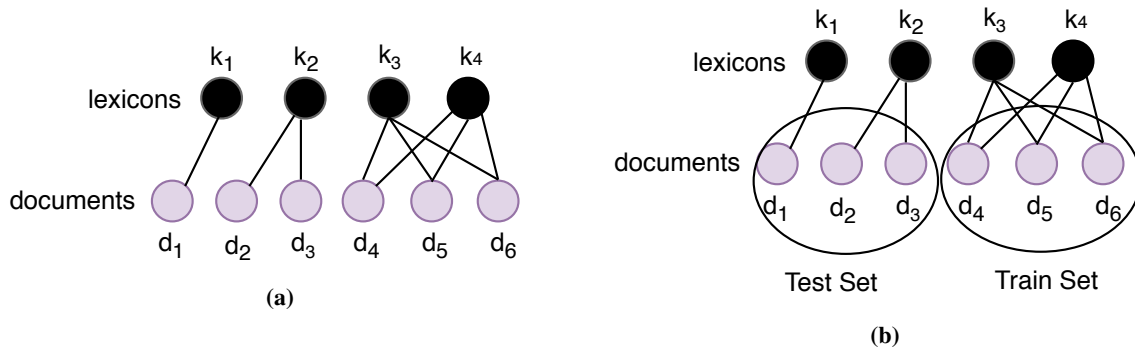 k1 k2 k3 k4
lexicons
documents
d1 d2 d3 d4 d5 d6
(a)
k1 k2 k3 k4
lexicons
documents
d1 d2 d3 d4 d5 d6
Test Set Train Set
(b)